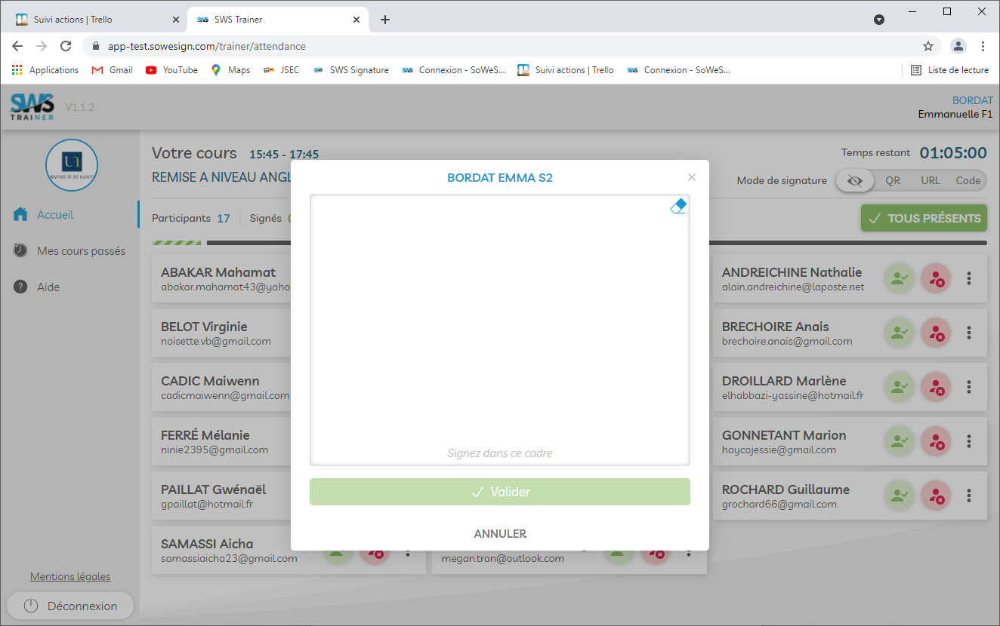 Suivi actions | Trello
SWS Trainer
app-test.sowesign.com/trainer/attendance
Applications
Gmail
YouTube
Maps
JSEC
SWS Signature
Connexion - SoWeS...
Suivi actions | Trello
Connexion - SoWeS...
Liste de lecture
SWS
TRAINER
V1.1.2
BORDAT
Emmanuelle F1
UNIVERSITÉ DE NANTES
Accueil
Mes cours passés
Aide
Mentions légales
Déconnexion
Votre cours 15:45 - 17:45
Temps restant 01:05:00
REMISE A NIVEAU ANGL
Mode de signature
QR URL Code
Participants 17
Signés
TOUS PRÉSENTS
BORDAT EMMA S2
Signez dans ce cadre
Valider
ANNULER
ABAKAR Mahamat
abakar.mahamat43@yaho
ANDREICHINE Nathalie
alain.andreichine@laposte.net
BELOT Virginie
noisette.vb@gmail.com
BRECHOIRE Anais
brechoire.anais@gmail.com
CADIC Maiwenn
cadicmaiwenn@gmail.com
DROILLARD Marlène
elhabbazi-yassine@hotmail.fr
FERRÉ Mélanie
ninie2395@gmail.com
GONNETANT Marion
haycojessie@gmail.com
PAILLAT Gwénaël
gpaillat@hotmail.fr
ROCHARD Guillaume
grochard66@gmail.com
SAMASSI Aicha
samassiaicha23@gmail.com
megan.tran@outlook.com